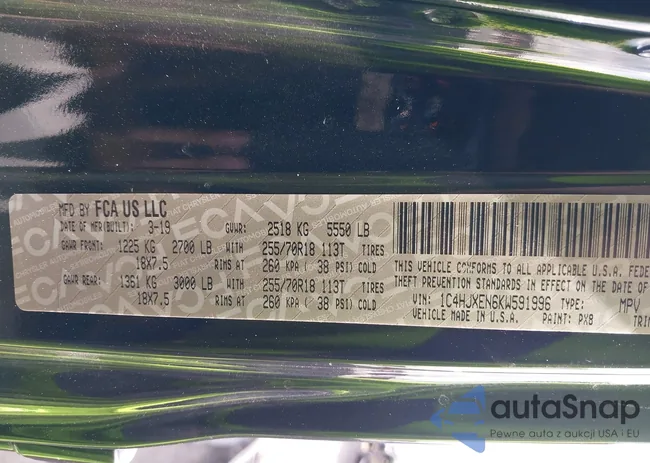 MFD BY FCA US LLC
DATE OF MFR(BUILT): 3-19 GVWR: 2518 KG 5550 LB
GAWR FRONT: 1225 KG 2700 LB WITH 255/70R18 113T TIRES
18X7.5 RIMS AT 260 KPA ( 38 PSI) COLD
GAWR REAR: 1361 KG 3000 LB WITH 255/70R18 113T TIRES
18X7.5 RIMS AT 260 KPA ( 38 PSI) COLD
THIS VEHICLE CONFORMS TO ALL APPLICABLE U.S.A. FEDE
THEFT PREVENTION STANDARDS IN EFFECT ON THE DATE O
VIN: 1C4HJXEN6KW591996 TYPE: MPV
VEHICLE MADE IN U.S.A. PAINT: PX8 TRI
autaSnap
Pewne auta z aukcji USA i EU